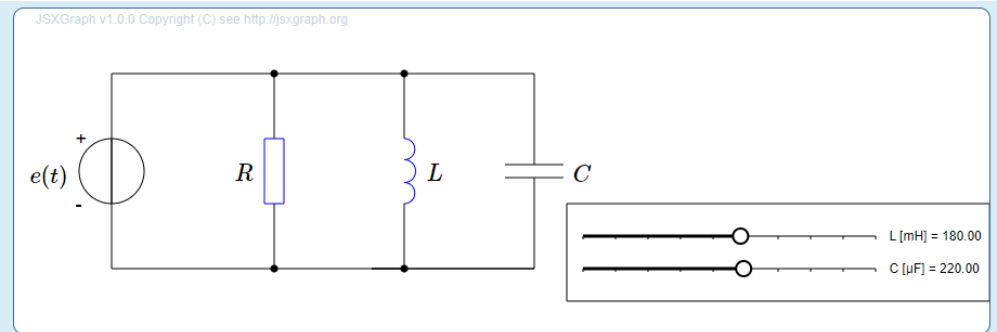 JSXGraph v1.0.0 Copyright (C) see http://jsxgraph.org
+
e(t)
-
R
L
C
L [mH] = 180.00
C [µF] = 220.00